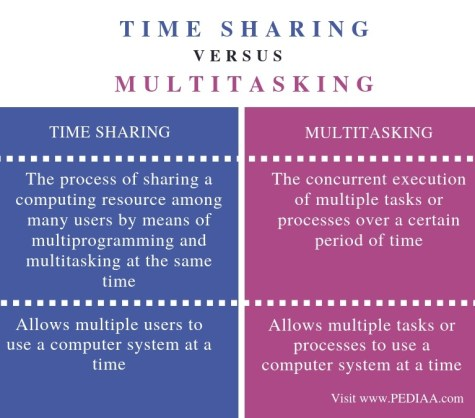 TIME SHARING
VERSUS
MULTITASKING
TIME SHARING
The process of sharing a
computing resource among
many users by means of
multiprogramming and
multitasking at the same
time
Allows multiple users to
use a computer system at a
time
MULTITASKING
The concurrent execution
of multiple tasks or
processes over a certain
period of time
Allows multiple tasks or
processes to use a
computer system at a time
Visit www.PEDIAA.com